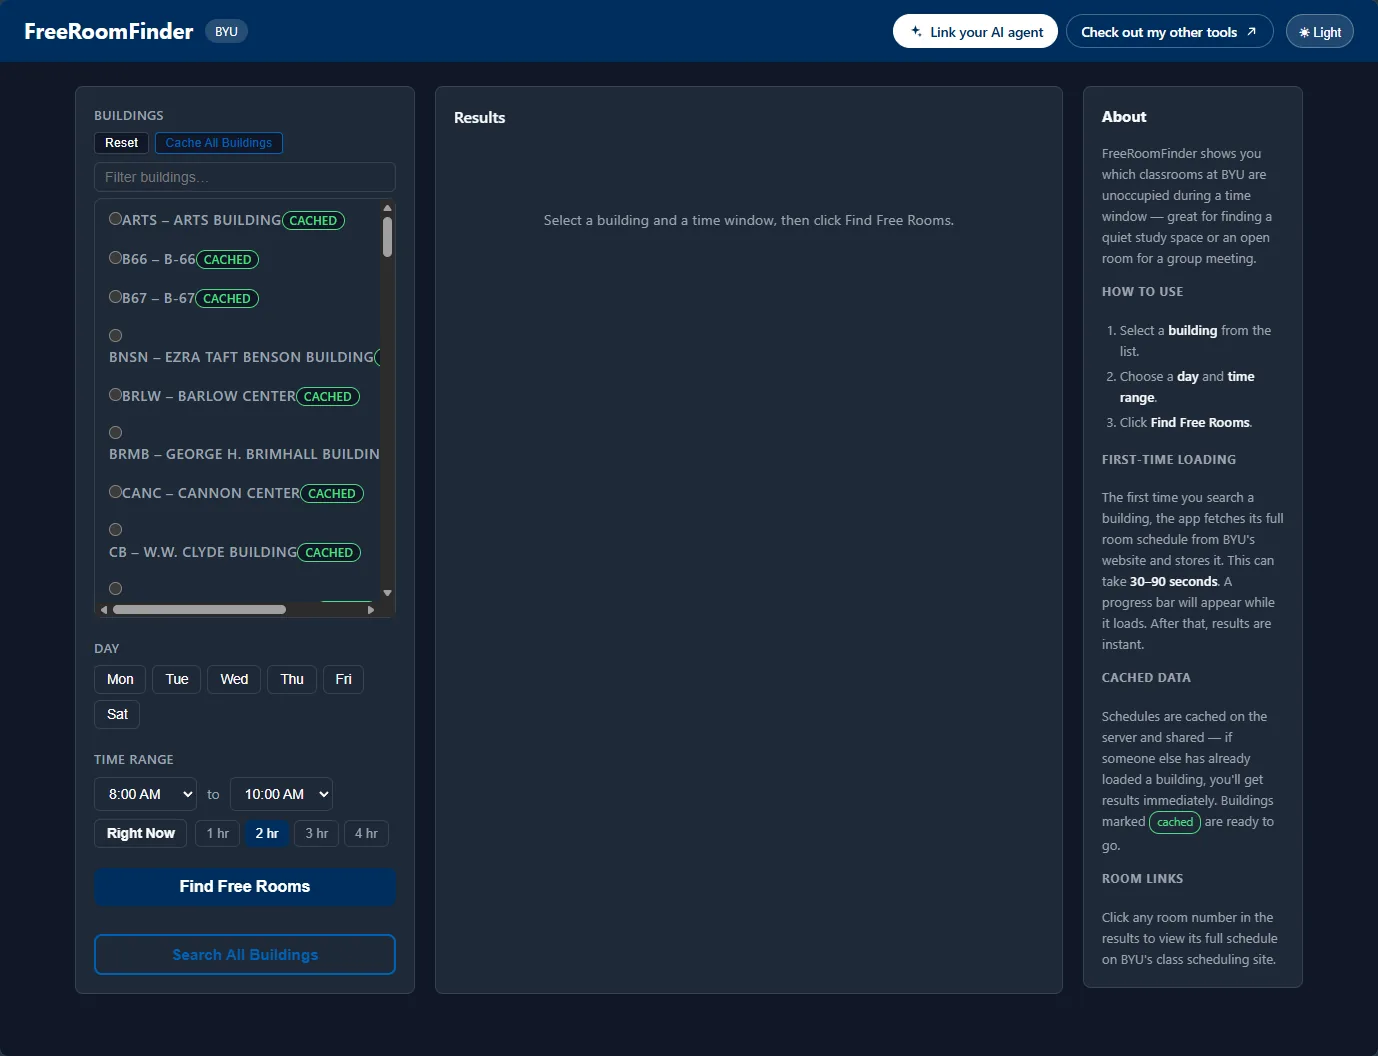 FreeRoomFinder BYU
Link your AI agent
Check out my other tools ↗
☀ Light
BUILDINGS
Reset
Cache All Buildings
Filter buildings...
ARTS – ARTS BUILDING CACHED
B66 – B-66 CACHED
B67 – B-67 CACHED
BNSN – EZRA TAFT BENSON BUILDING
BRLW – BARLOW CENTER CACHED
BRMB – GEORGE H. BRIMHALL BUILDIN
CANC – CANNON CENTER CACHED
CB – W.W. CLYDE BUILDING CACHED
DAY
Mon Tue Wed Thu Fri
Sat
TIME RANGE
8:00 AM to 10:00 AM
Right Now 1 hr 2 hr 3 hr 4 hr
Find Free Rooms
Search All Buildings
Results
Select a building and a time window, then click Find Free Rooms.
About
FreeRoomFinder shows you
which classrooms at BYU are
unoccupied during a time
window — great for finding a
quiet study space or an open
room for a group meeting.
HOW TO USE
1. Select a building from the
list.
2. Choose a day and time
range.
3. Click Find Free Rooms.
FIRST-TIME LOADING
The first time you search a
building, the app fetches its full
room schedule from BYU's
website and stores it. This can
take 30–90 seconds. A
progress bar will appear while
it loads. After that, results are
instant.
CACHED DATA
Schedules are cached on the
server and shared — if
someone else has already
loaded a building, you'll get
results immediately. Buildings
marked cached are ready to
go.
ROOM LINKS
Click any room number in the
results to view its full schedule
on BYU's class scheduling site.